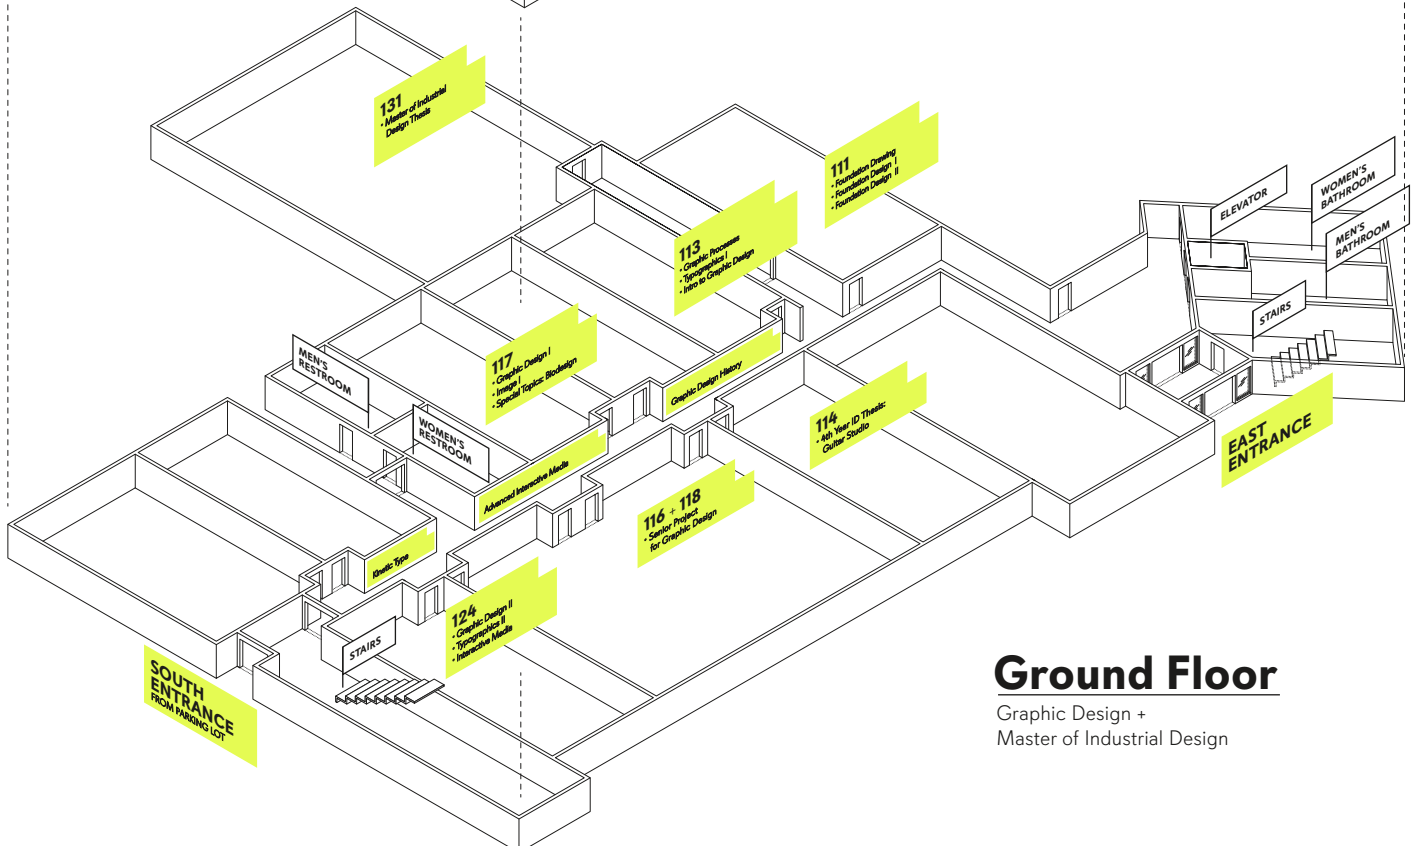 131
• Master of Industrial
Design Thesis
111
• Foundation Drawing
• Foundation Design I
• Foundation Design II
WOMEN'S
BATHROOM
ELEVATOR
MEN'S
BATHROOM
113
• Graphic Processes
• Typographics I
• Intro to Graphic Design
STAIRS
MEN'S
RESTROOM
117
• Graphic Design I
• Image I
• Special Topics: Biodesign
Graphic Design History
WOMEN'S
RESTROOM
114
• 4th Year ID Thesis:
Guitar Studio
EAST
ENTRANCE
Advanced Interactive Media
116 + 118
• Senior Project
for Graphic Design
Kinetic Type
124
• Graphic Design II
• Typographics II
• Interactive Media
STAIRS
SOUTH
ENTRANCE
FROM PARKING LOT
Ground Floor
Graphic Design +
Master of Industrial Design